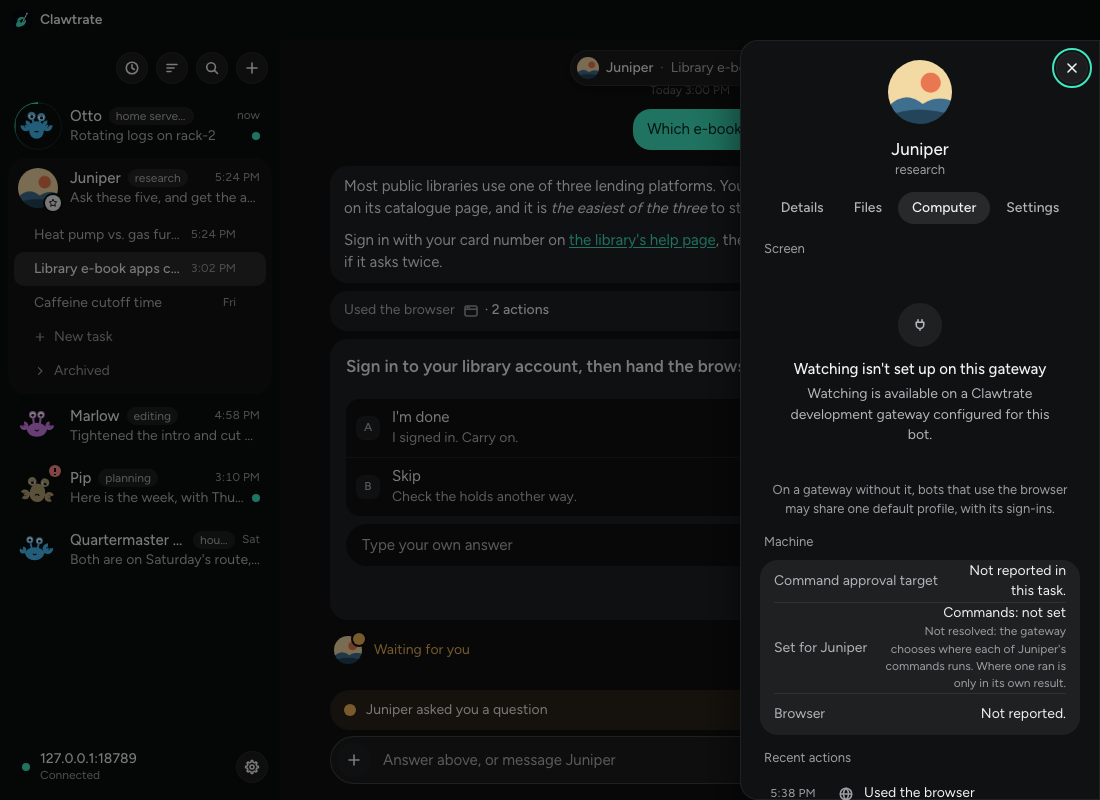 Clawtrate
Otto home serve... now
Rotating logs on rack-2
Juniper research 5:24 PM
Ask these five, and get the a...
Heat pump vs. gas fur... 5:24 PM
Library e-book apps c... 3:02 PM
Caffeine cutoff time Fri
New task
Archived
Marlow editing 4:58 PM
Tightened the intro and cut ...
Pip planning 3:10 PM
Here is the week, with Thu...
Quartermaster ... hou... Sat
Both are on Saturday's route,...
127.0.0.1:18789
Connected
Juniper · Library e-b
Today 3:00 PM
Which e-book
Most public libraries use one of three lending platforms. You
on its catalogue page, and it is the easiest of the three to st
Sign in with your card number on the library's help page, the
if it asks twice.
Used the browser · 2 actions
Sign in to your library account, then hand the brows
A I'm done
I signed in. Carry on.
B Skip
Check the holds another way.
Type your own answer
Waiting for you
Juniper asked you a question
Answer above, or message Juniper
Juniper
research
Details Files Computer Settings
Screen
Watching isn't set up on this gateway
Watching is available on a Clawtrate
development gateway configured for this
bot.
On a gateway without it, bots that use the browser
may share one default profile, with its sign-ins.
Machine
Command approval target Not reported in
this task.
Set for Juniper Commands: not set
Not resolved: the gateway
chooses where each of Juniper's
commands runs. Where one ran is
only in its own result.
Browser Not reported.
Recent actions
5:38 PM Used the browser